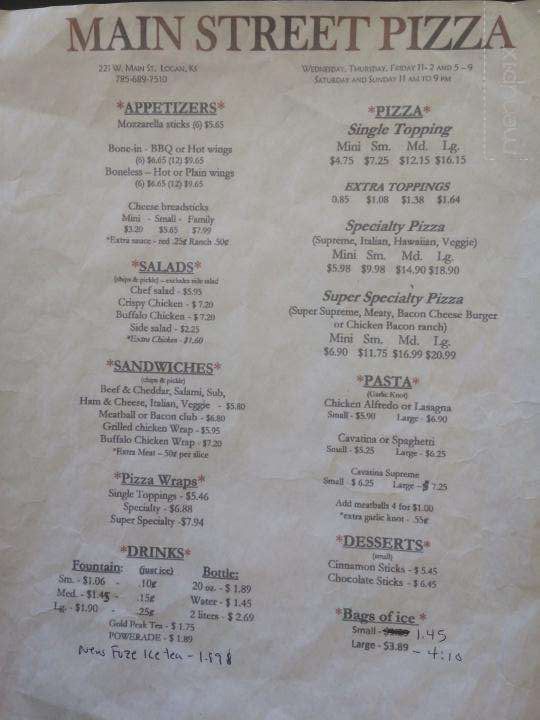 MAIN STREET PIZZA
221 W. Main St, Logan, KS
785-689-7510
Wednesday, Thursday, Friday 11- 2 and 5 – 9
Saturday and Sunday 11 am to 9 pm
*APPETIZERS*
Mozzarella sticks (6) $5.65
Bone-in - BBQ or Hot wings
(6) $6.65 (12) $9.65
Boneless – Hot or Plain wings
(6) $6.65 (12) $9.65
Cheese breadsticks
Mini - Small - Family
$3.20 $5.65 $7.99
*Extra sauce - red .25¢ Ranch .50¢
*SALADS*
(chips & pickle) – excludes side salad
Chef salad - $5.95
Crispy Chicken - $ 7.20
Buffalo Chicken - $ 7.20
Side salad - $2.25
*Extra Chicken - $1.60
*SANDWICHES*
(chips & pickle)
Beef & Cheddar, Salami, Sub,
Ham & Cheese, Italian, Veggie - $5.80
Meatball or Bacon club - $6.80
Grilled chicken Wrap - $5.95
Buffalo Chicken Wrap - $7.20
*Extra Meat – 50¢ per slice
*Pizza Wraps*
Single Toppings - $5.46
Specialty - $6.88
Super Specialty -$7.94
*DRINKS*
Fountain: (just ice) Bottle:
Sm. - $1.06 - .10¢ 20 oz. - $ 1.89
Med. - $1.45 - .15¢ Water - $ 1.45
Lg. - $1.90 - .25¢ 2 liters - $ 2.69
Gold Peak Tea - $ 1.75
POWERADE - $ 1.89
News Fuze Ice tea - 1.89¢
*PIZZA*
Single Topping
Mini Sm. Md. Lg.
$4.75 $7.25 $12.15 $16.15
EXTRA TOPPINGS
0.85 $1.08 $1.38 $1.64
Specialty Pizza
(Supreme, Italian, Hawaiian, Veggie)
Mini Sm. Md. Lg.
$5.98 $9.98 $14.90 $18.90
Super Specialty Pizza
(Super Supreme, Meaty, Bacon Cheese Burger
or Chicken Bacon ranch)
Mini Sm. Md. Lg.
$6.90 $11.75 $16.99 $20.99
*PASTA*
(Garlic Knot)
Chicken Alfredo or Lasagna
Small - $5.90 Large - $6.90
Cavatina or Spaghetti
Small - $5.25 Large - $6.25
Cavatina Supreme
Small - $ 6.25 Large - $ 7.25
Add meatballs 4 for $1.00
*extra garlic knot - .55¢
*DESSERTS*
(small)
Cinnamon Sticks - $ 5.45
Chocolate Sticks - $ 6.45
*Bags of ice *
Small - 1.45
Large - $3.89 - 4:10